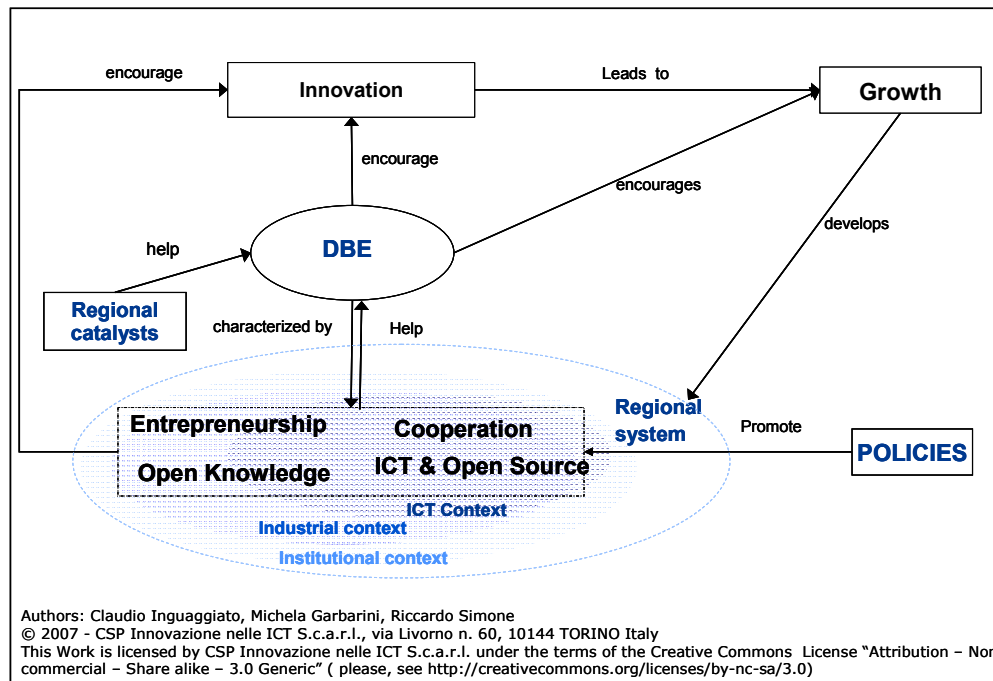 encourage
Innovation
Leads to
Growth
encourage
encourages
develops
DBE
help
Regional
catalysts
characterized by
Help
Regional
system
Promote
POLICIES
Entrepreneurship
Cooperation
Open Knowledge
ICT & Open Source
ICT Context
Industrial context
Institutional context
Authors: Claudio Inguaggiato, Michela Garbarini, Riccardo Simone
© 2007 - CSP Innovazione nelle ICT S.c.a.r.l., via Livorno n. 60, 10144 TORINO Italy
This Work is licensed by CSP Innovazione nelle ICT S.c.a.r.l. under the terms of the Creative Commons License “Attribution – Non
commercial – Share alike – 3.0 Generic” ( please, see http://creativecommons.org/licenses/by-nc-sa/3.0)